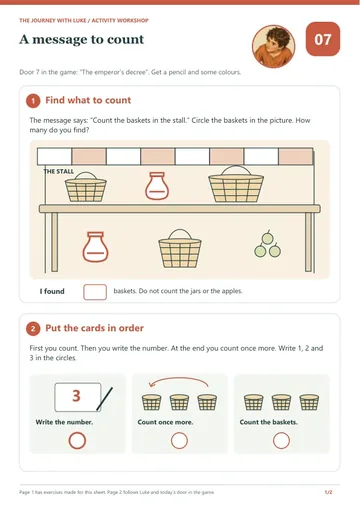 THE JOURNEY WITH LUKE / ACTIVITY WORKSHOP
A message to count
07
Door 7 in the game: "The emperor's decree". Get a pencil and some colours.
1 Find what to count
The message says: "Count the baskets in the stall." Circle the baskets in the picture. How
many do you find?
THE STALL
I found baskets. Do not count the jars or the apples.
2 Put the cards in order
First you count. Then you write the number. At the end you count once more. Write 1, 2 and
3 in the circles.
3
Write the number. Count once more. Count the baskets.
Page 1 has exercises made for this sheet. Page 2 follows Luke and today's door in the game. 1/2